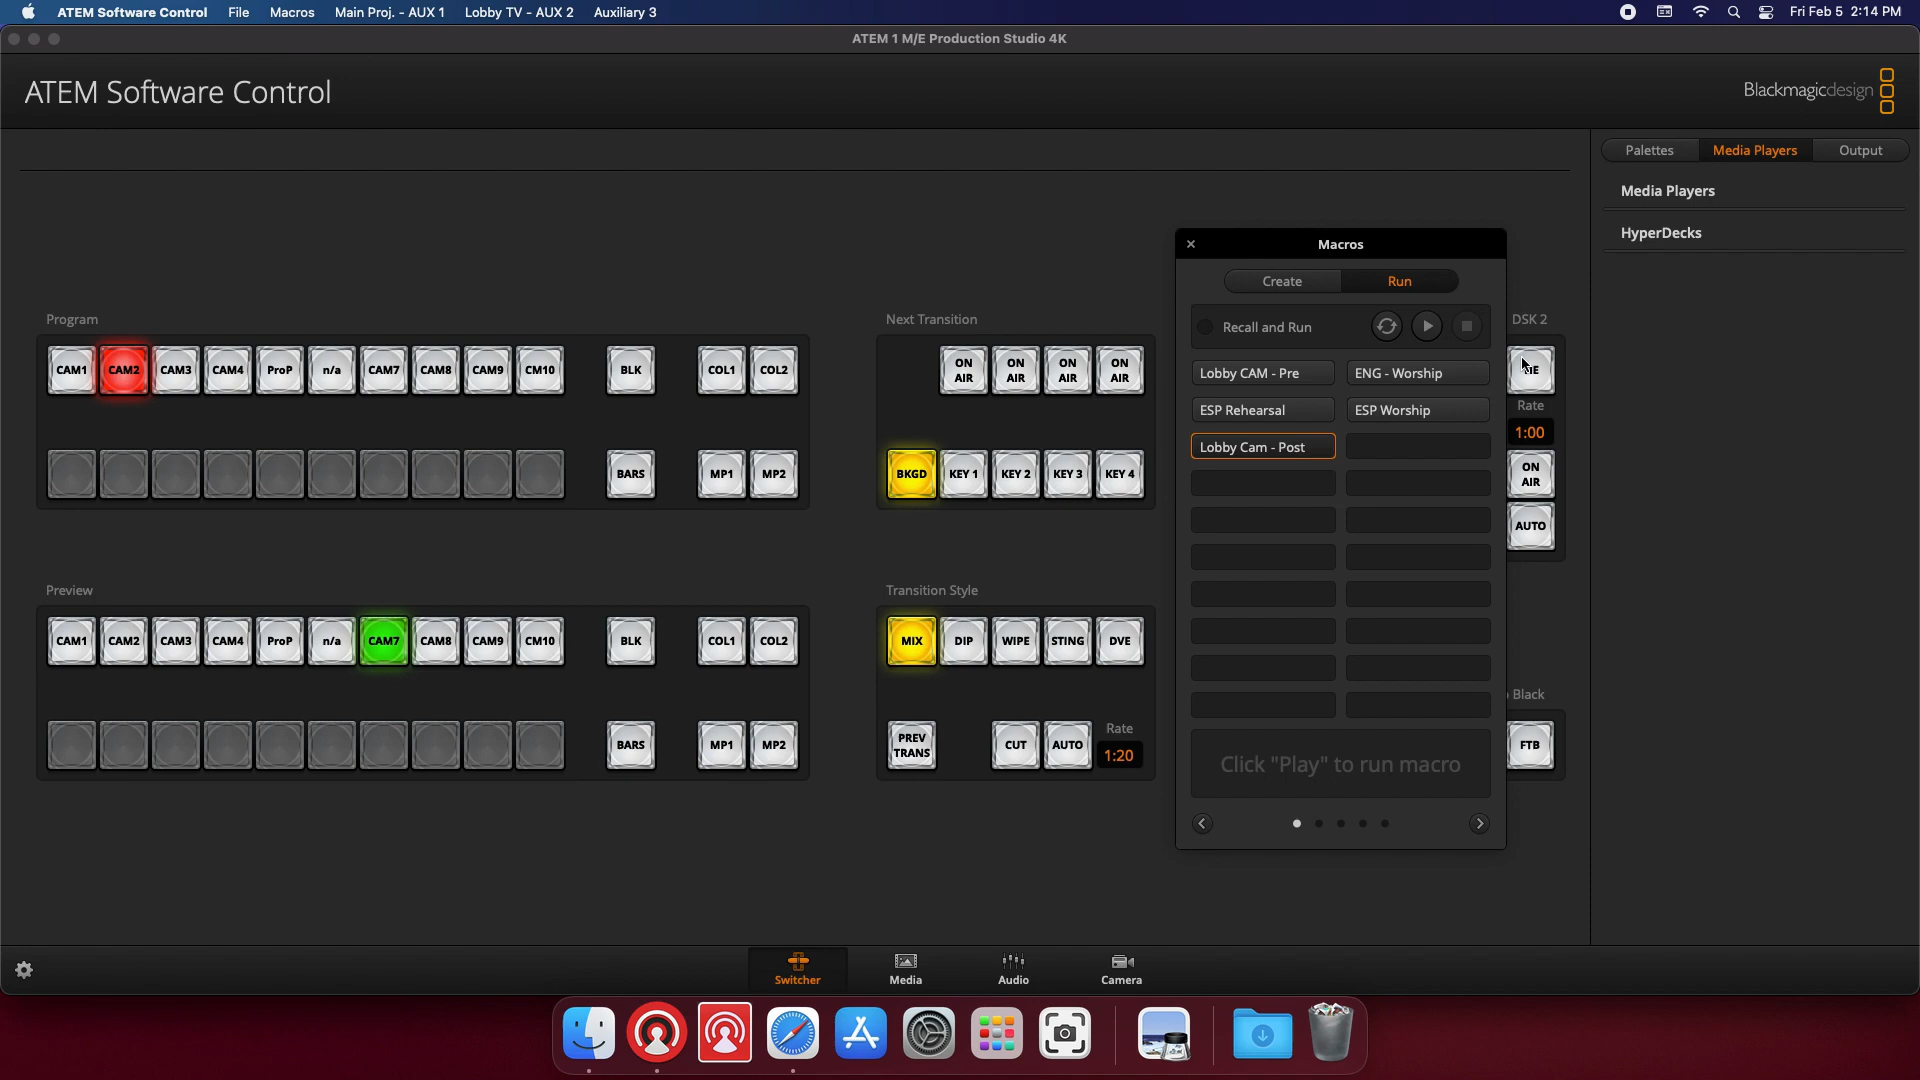 ATEM Software Control File Macros Main Proj. - AUX 1 Lobby TV - AUX 2 Auxiliary 3 Fri Feb 5 2:14 PM
ATEM 1 M/E Production Studio 4K
ATEM Software Control
Blackmagicdesign
Palettes Media Players Output
Media Players
HyperDecks
Program
CAM1 CAM2 CAM3 CAM4 ProP n/a CAM7 CAM8 CAM9 CM10 BLK COL1 COL2
BARS MP1 MP2
Next Transition
ON AIR ON AIR ON AIR ON AIR
BKGD KEY 1 KEY 2 KEY 3 KEY 4
Macros
Create Run
Recall and Run
Lobby CAM - Pre ENG - Worship
ESP Rehearsal ESP Worship
Lobby Cam - Post
Click "Play" to run macro
DSK 2
Rate
1:00
ON AIR
AUTO
Preview
CAM1 CAM2 CAM3 CAM4 ProP n/a CAM7 CAM8 CAM9 CM10 BLK COL1 COL2
BARS MP1 MP2
Transition Style
MIX DIP WIPE STING DVE
PREV TRANS CUT AUTO
Rate
1:20
Black
FTB
Switcher Media Audio Camera